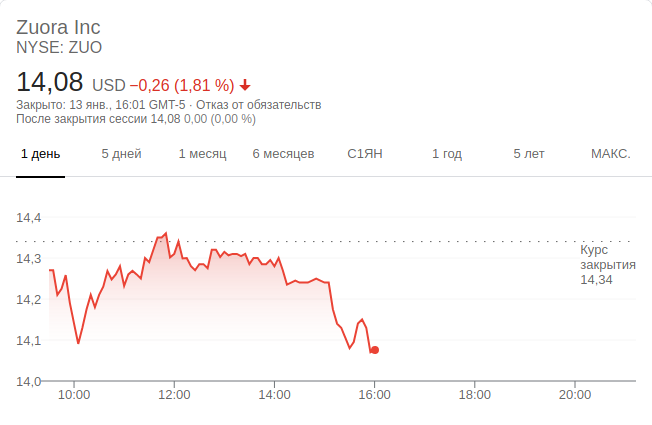 Zuora Inc
NYSE: ZUO
14,08 USD −0,26 (1,81 %)
Закрыто: 13 янв., 16:01 GMT-5 · Отказ от обязательств
После закрытия сессии 14,08 0,00 (0,00 %)
1 день 5 дней 1 месяц 6 месяцев С1ЯН 1 год 5 лет МАКС.
14,4
14,3
14,2
14,1
14,0
Курс
закрытия
14,34
10:00 12:00 14:00 16:00 18:00 20:00